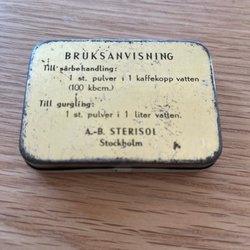 BRUKSANVISNING
Till sårbehandling:
1 st. pulver i 1 kaffekopp vatten
(100 kbcm.)
Till gurgling:
1 st. pulver i 1 liter vatten.
A.-B. STERISOL
Stockholm